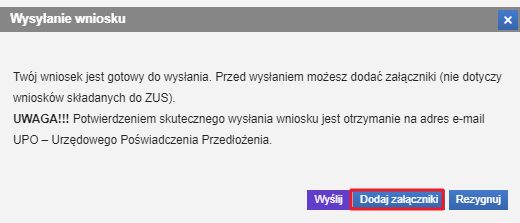 Wysyłanie wniosku
Twój wniosek jest gotowy do wysłania. Przed wysłaniem możesz dodać załączniki (nie dotyczy
wniosków składanych do ZUS).
UWAGA!!! Potwierdzeniem skutecznego wysłania wniosku jest otrzymanie na adres e-mail
UPO – Urzędowego Poświadczenia Przedłożenia.
Wyślij Dodaj załączniki Rezygnuj